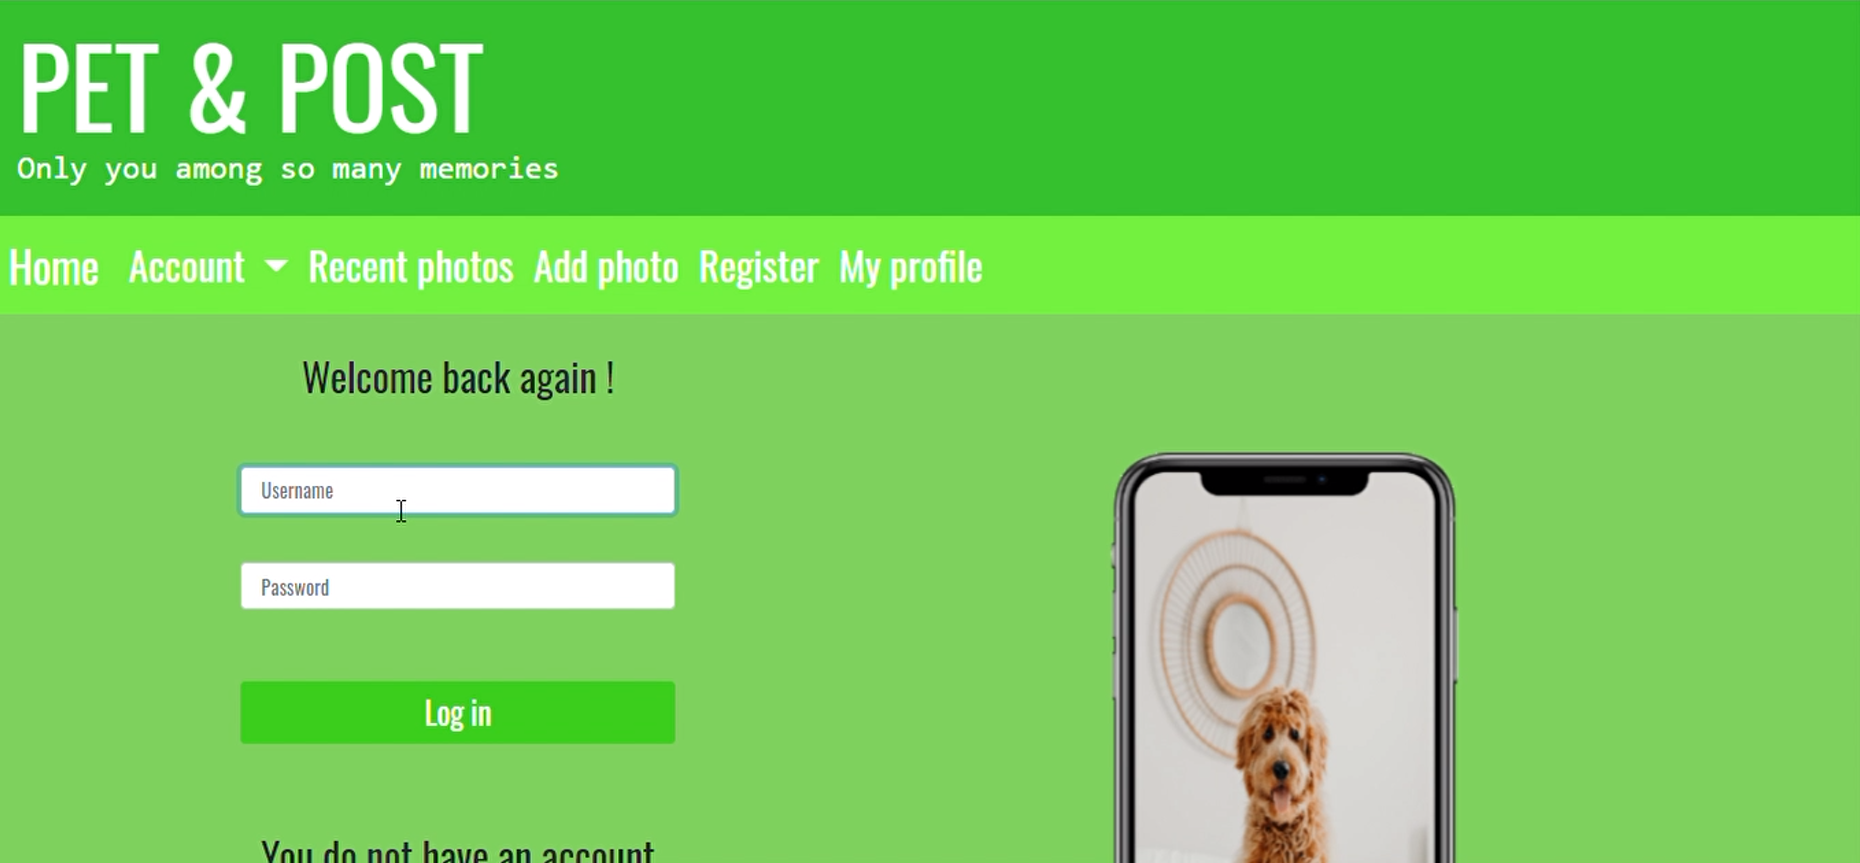 PET & POST
Only you among so many memories
Home Account Recent photos Add photo Register My profile
Welcome back again !
Username
Password
Log in
You do not have an account